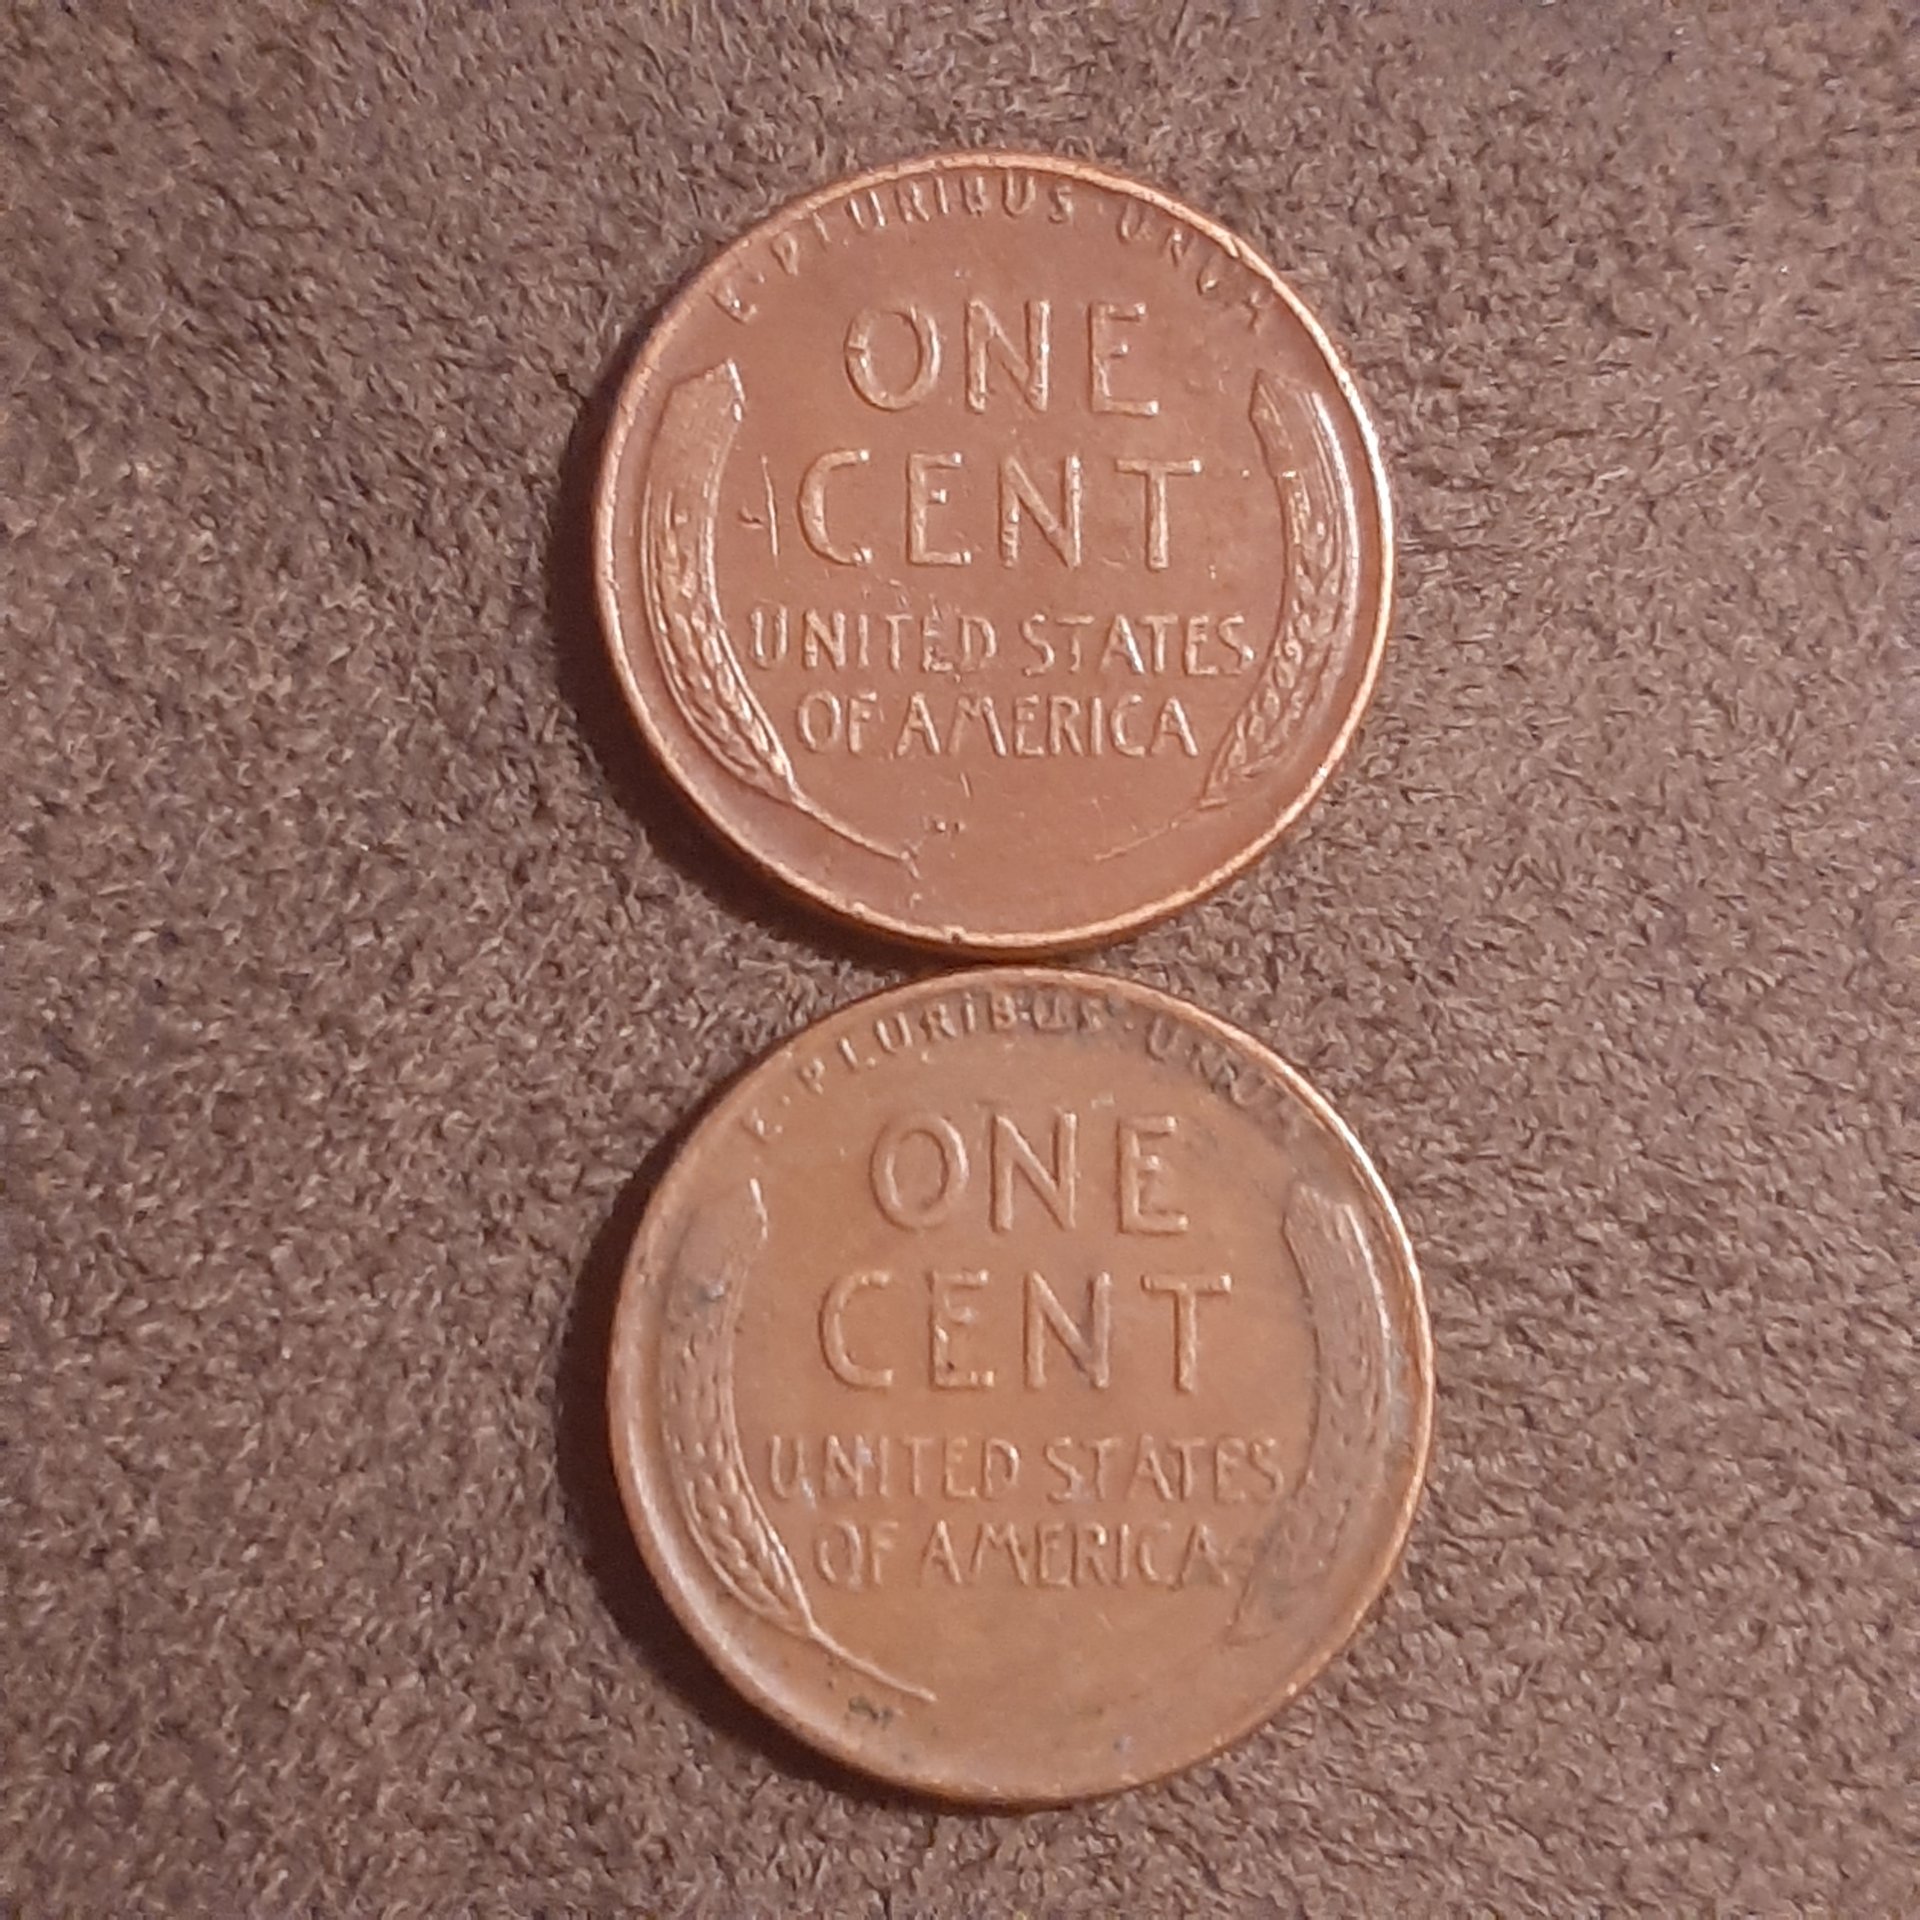 E · PLURIBUS · UNUM
ONE
CENT
UNITED STATES
OF AMERICA
E · PLURIBUS · UNUM
ONE
CENT
UNITED STATES
OF AMERICA